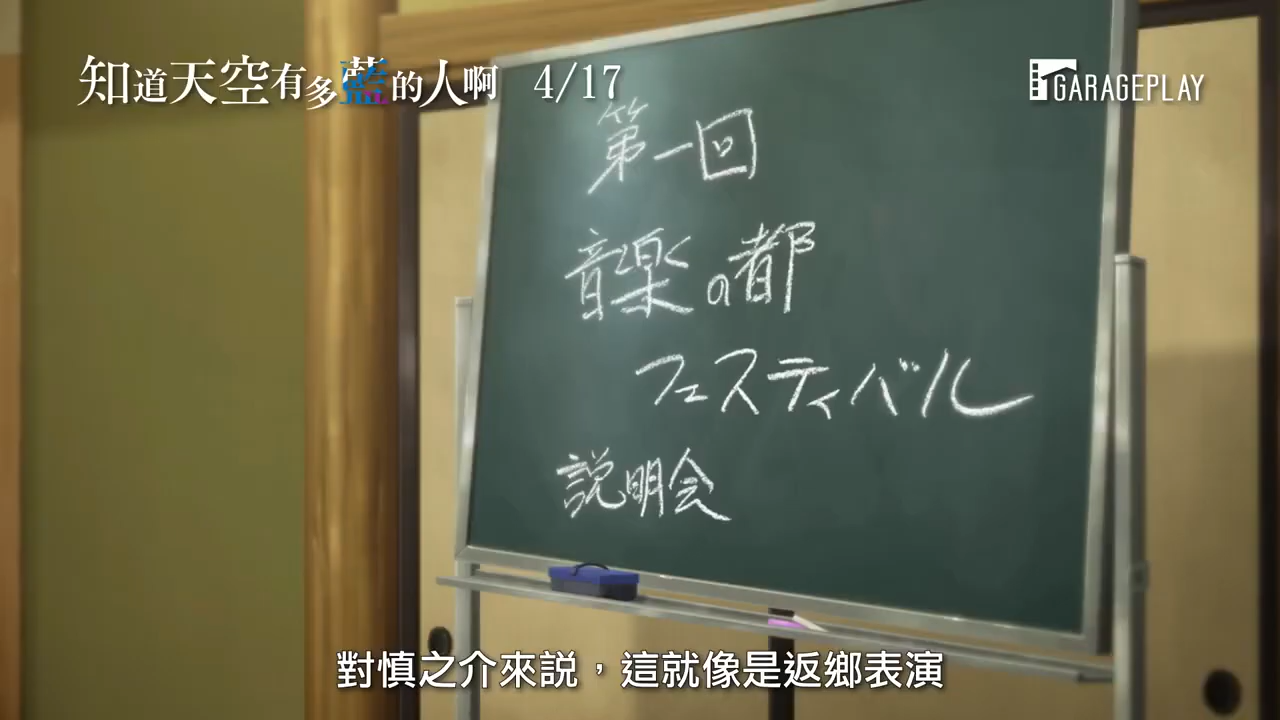 知道天空有多藍的人啊 4/17
GARAGEPLAY
第一回
音楽の都
フェスティバル
説明会
對慎之介來說，這就像是返鄉表演